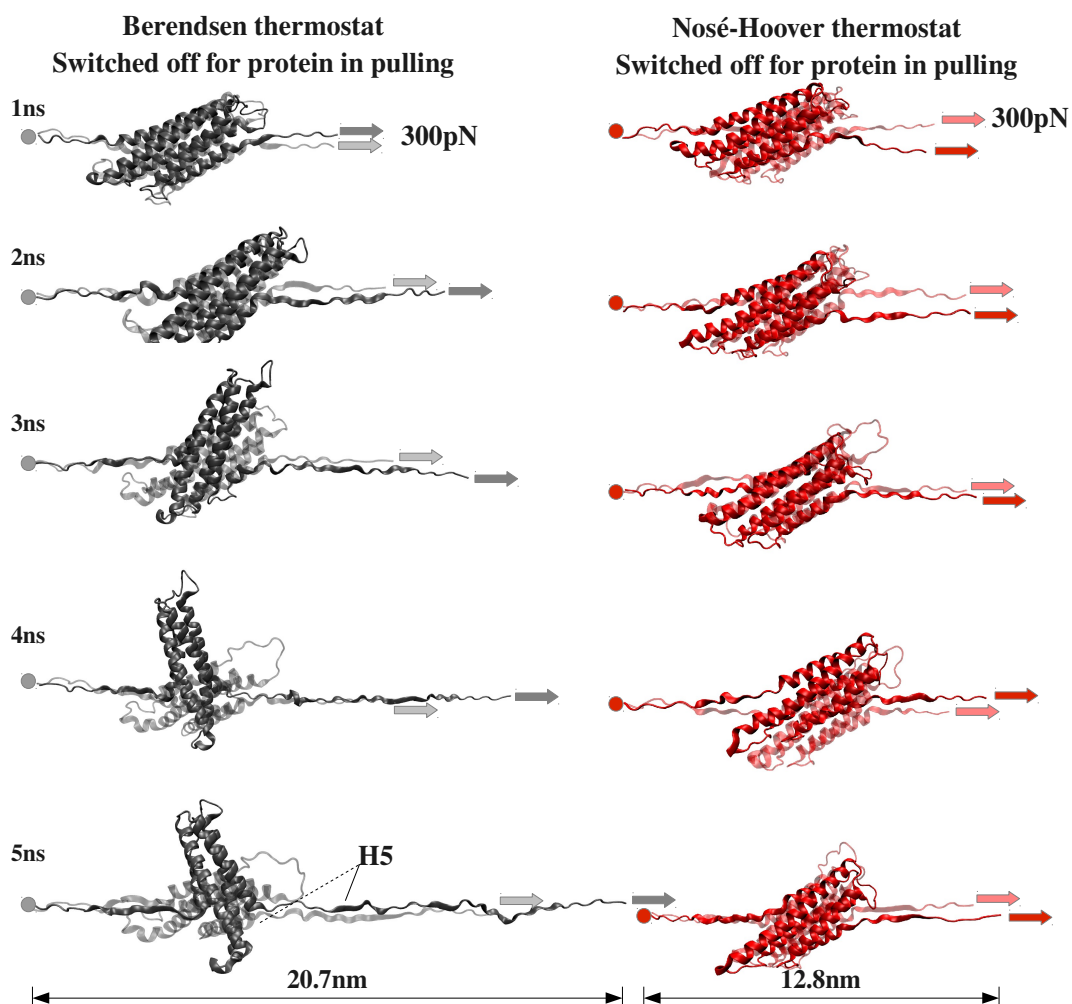 Berendsen thermostat
Switched off for protein in pulling
Nosé-Hoover thermostat
Switched off for protein in pulling
1ns
300pN
300pN
2ns
3ns
4ns
5ns
H5
20.7nm
12.8nm